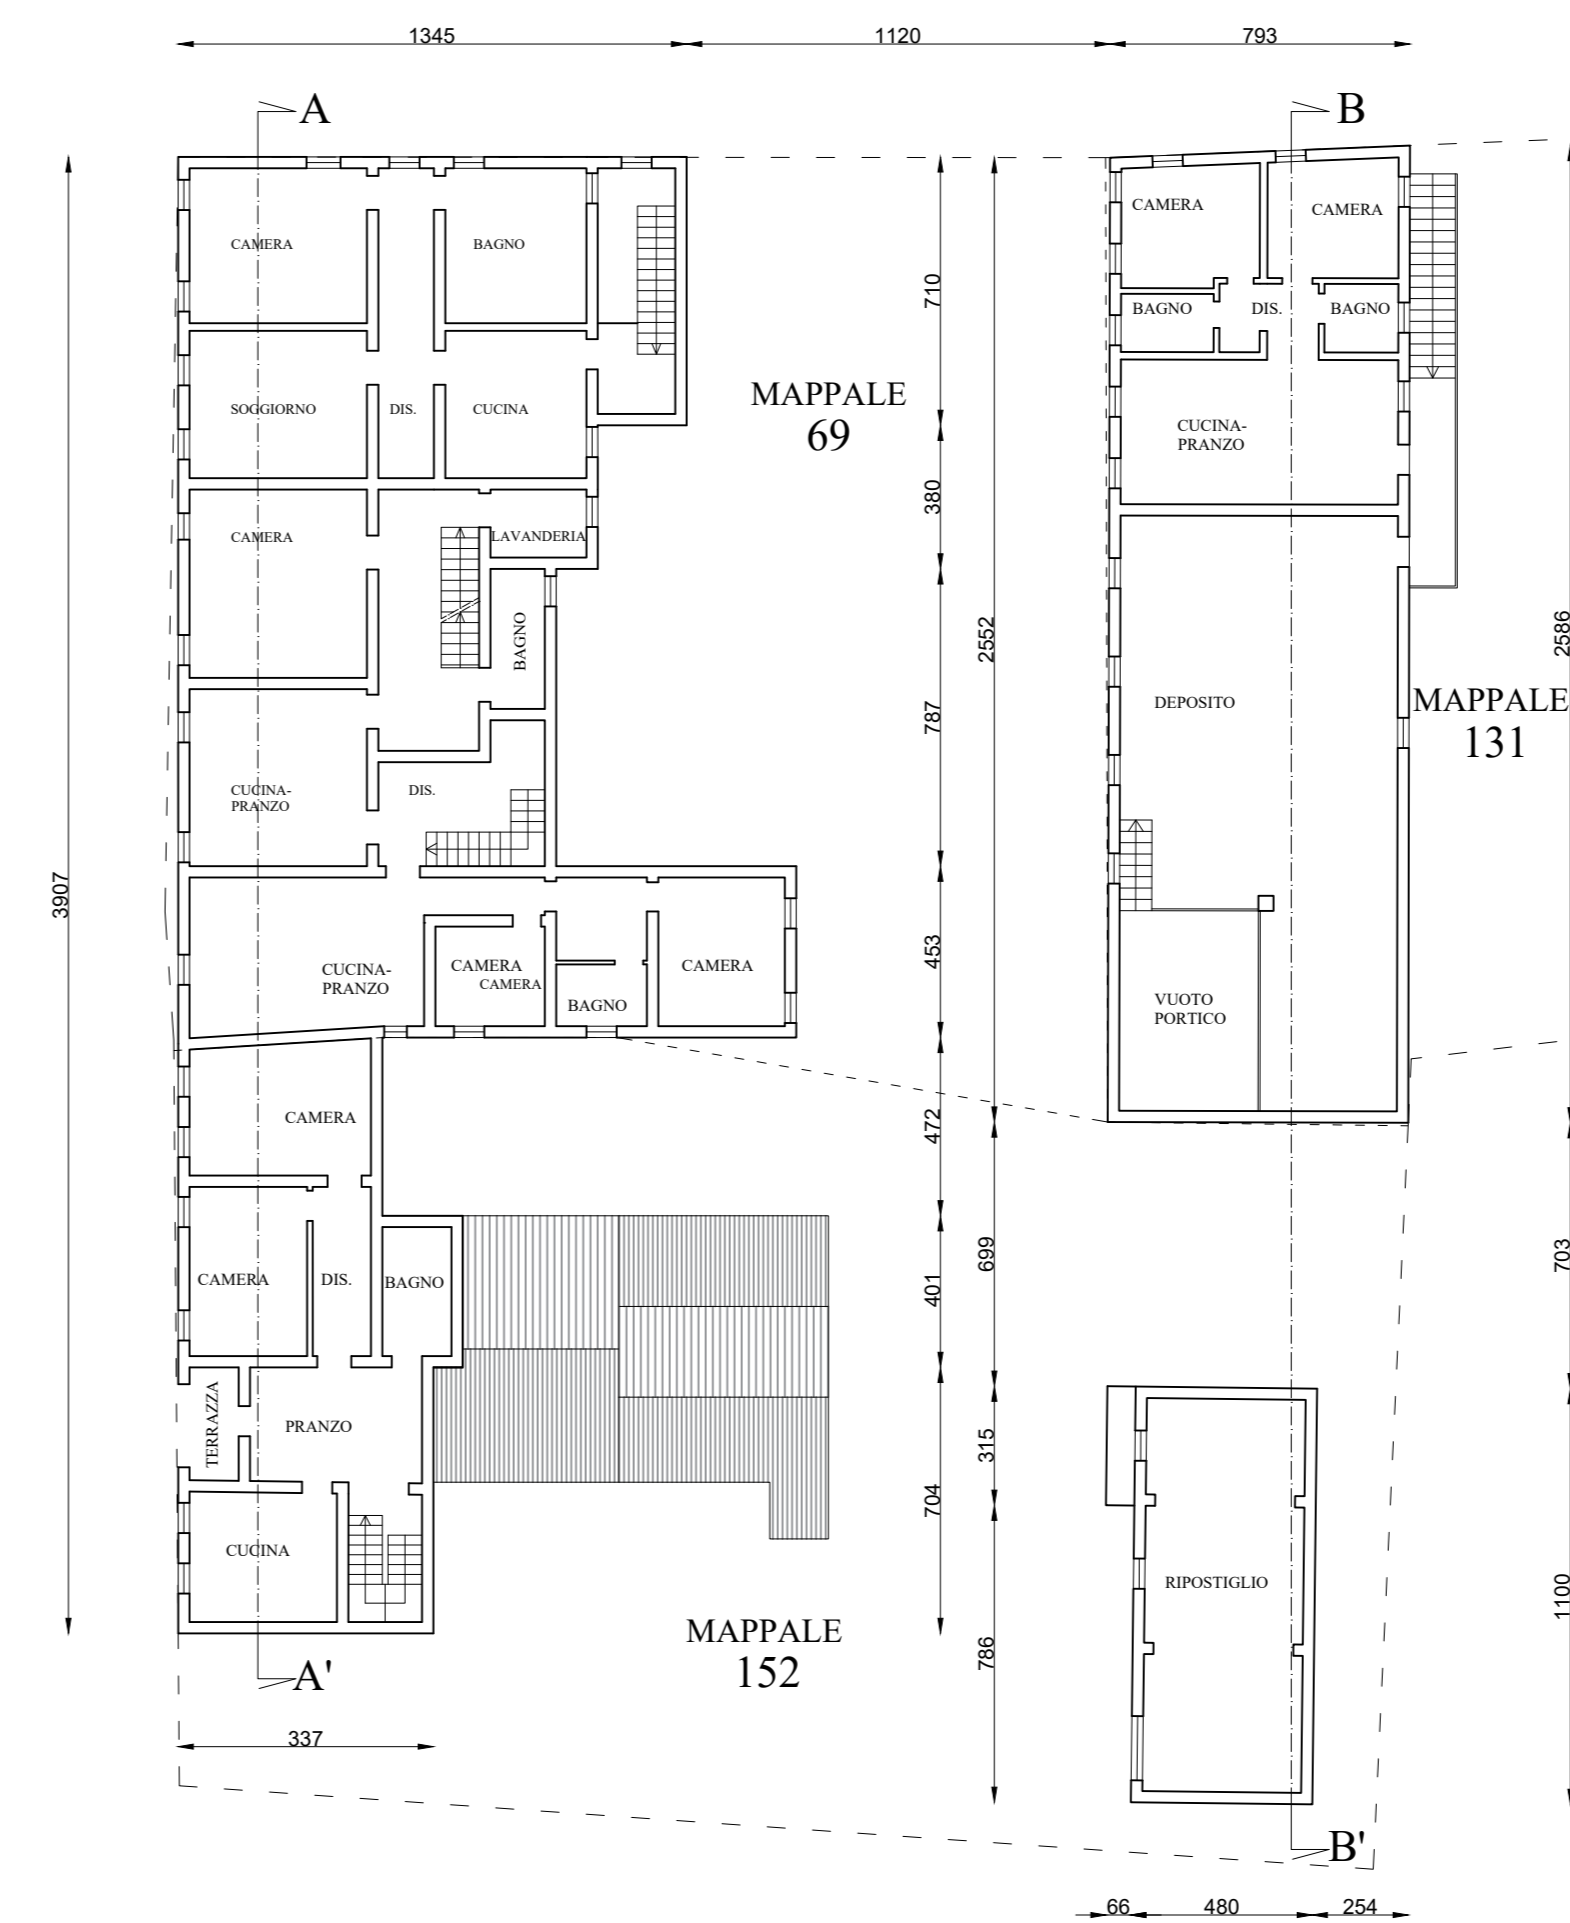 1345
1120
793
A
B
CAMERA
BAGNO
CAMERA
CAMERA
710
BAGNO
DIS.
BAGNO
SOGGIORNO
DIS.
CUCINA
MAPPALE
69
CUCINA-
PRANZO
380
CAMERA
LAVANDERIA
BAGNO
2552
2586
787
DEPOSITO
MAPPALE
131
CUCINA-
PRANZO
DIS.
3907
453
CUCINA-
PRANZO
CAMERA
CAMERA
BAGNO
CAMERA
VUOTO
PORTICO
CAMERA
472
699
703
CAMERA
DIS.
BAGNO
401
TERRAZZA
PRANZO
315
704
CUCINA
RIPOSTIGLIO
1100
MAPPALE
152
786
A'
337
B'
66
480
254